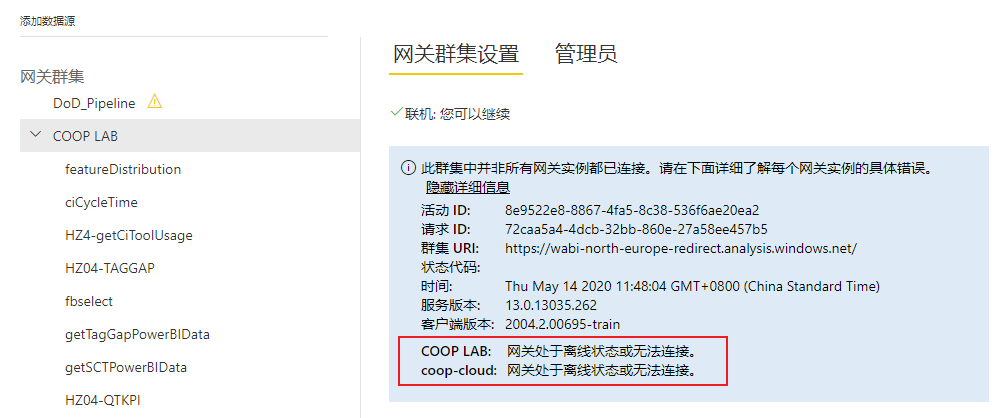 添加数据源
网关群集
DoD_Pipeline
COOP LAB
featureDistribution
ciCycleTime
HZ4-getCiToolUsage
HZ04-TAGGAP
fbselect
getTagGapPowerBIData
getSCTPowerBIData
HZ04-QTKPI
网关群集设置 管理员
联机: 您可以继续
此群集中并非所有网关实例都已连接。请在下面详细了解每个网关实例的具体错误。
隐藏详细信息
活动 ID: 8e9522e8-8867-4fa5-8c38-536f6ae20ea2
请求 ID: 72caa5a4-4dcb-32bb-860e-27a58ee457b5
群集 URI: https://wabi-north-europe-redirect.analysis.windows.net/
状态代码:
时间: Thu May 14 2020 11:48:04 GMT+0800 (China Standard Time)
服务版本: 13.0.13035.262
客户端版本: 2004.2.00695-train
COOP LAB: 网关处于离线状态或无法连接。
coop-cloud: 网关处于离线状态或无法连接。